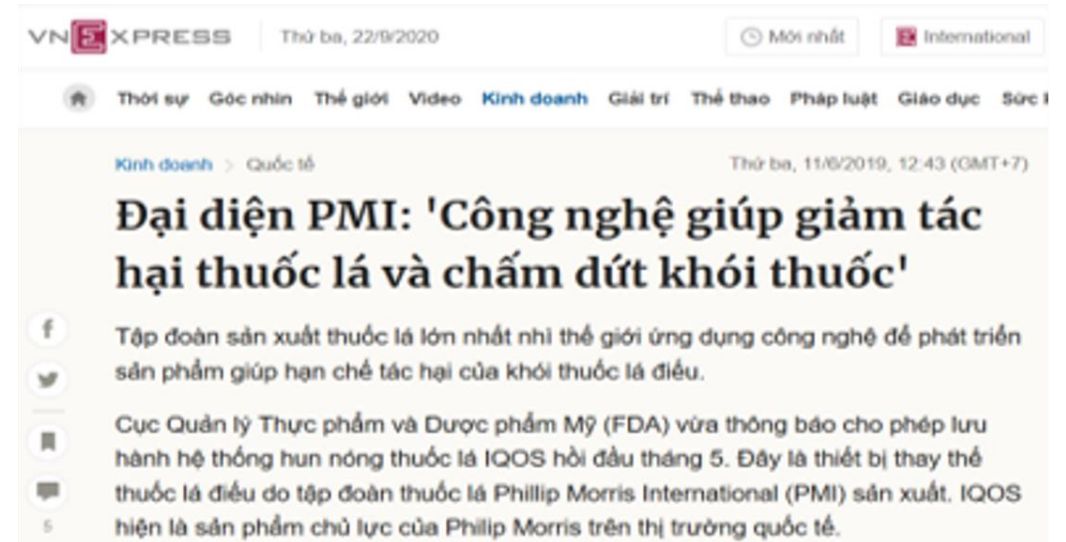 VNEXPRESS Thứ ba, 22/9/2020 Mới nhất E International
Thời sự Góc nhìn Thế giới Video Kinh doanh Giải trí Thể thao Pháp luật Giáo dục Sức
Kinh doanh > Quốc tế Thứ ba, 11/6/2019, 12:43 (GMT+7)
Đại diện PMI: 'Công nghệ giúp giảm tác
hại thuốc lá và chấm dứt khói thuốc'
Tập đoàn sản xuất thuốc lá lớn nhất nhì thế giới ứng dụng công nghệ để phát triển
sản phẩm giúp hạn chế tác hại của khói thuốc lá điếu.
Cục Quản lý Thực phẩm và Dược phẩm Mỹ (FDA) vừa thông báo cho phép lưu
hành hệ thống hun nóng thuốc lá IQOS hồi đầu tháng 5. Đây là thiết bị thay thế
thuốc lá điếu do tập đoàn thuốc lá Phillip Morris International (PMI) sản xuất. IQOS
hiện là sản phẩm chủ lực của Philip Morris trên thị trường quốc tế.
5